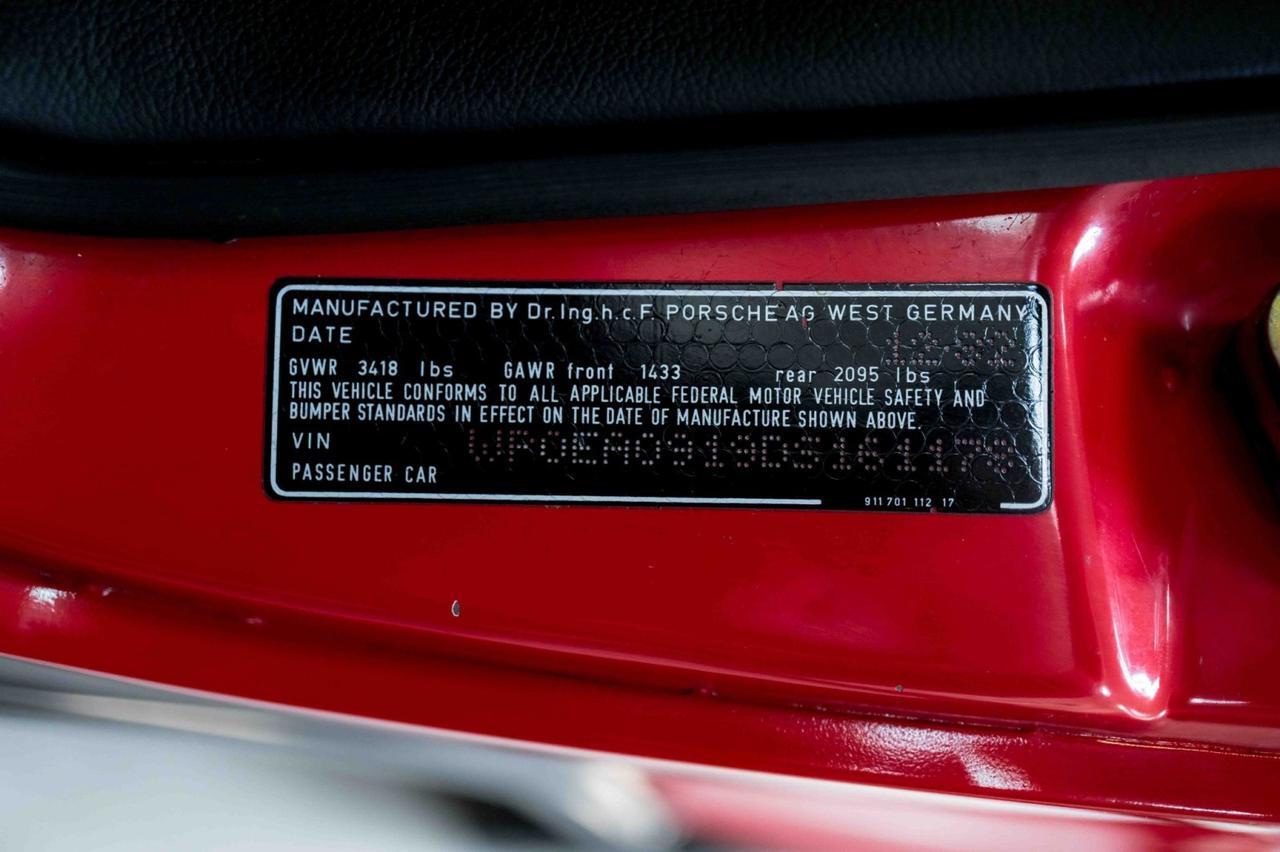 MANUFACTURED BY Dr.Ing.h.c.F. PORSCHE AG WEST GERMANY
DATE 12-82
GVWR 3418 lbs GAWR front 1433 rear 2095 lbs
THIS VEHICLE CONFORMS TO ALL APPLICABLE FEDERAL MOTOR VEHICLE SAFETY AND
BUMPER STANDARDS IN EFFECT ON THE DATE OF MANUFACTURE SHOWN ABOVE.
VIN
PASSENGER CAR
911 701 112 17